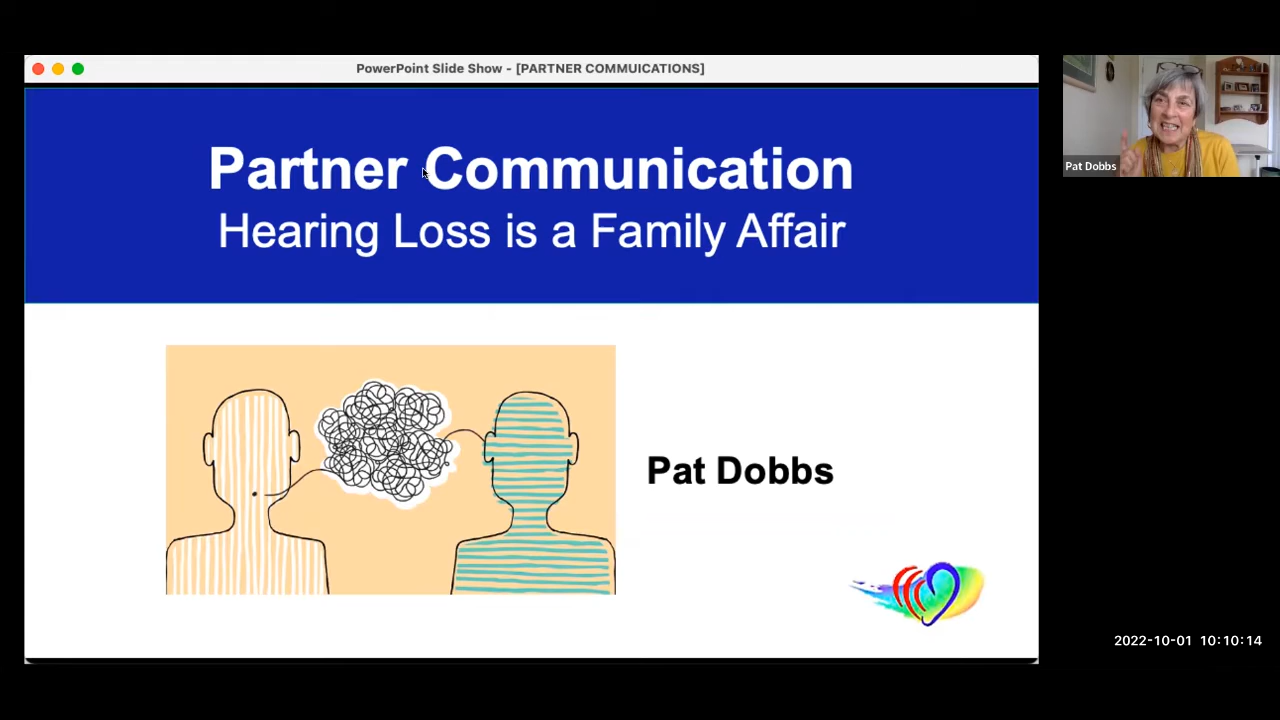 PowerPoint Slide Show - [PARTNER COMMUICATIONS]
Partner Communication
Hearing Loss is a Family Affair
Pat Dobbs
Pat Dobbs
2022-10-01 10:10:14